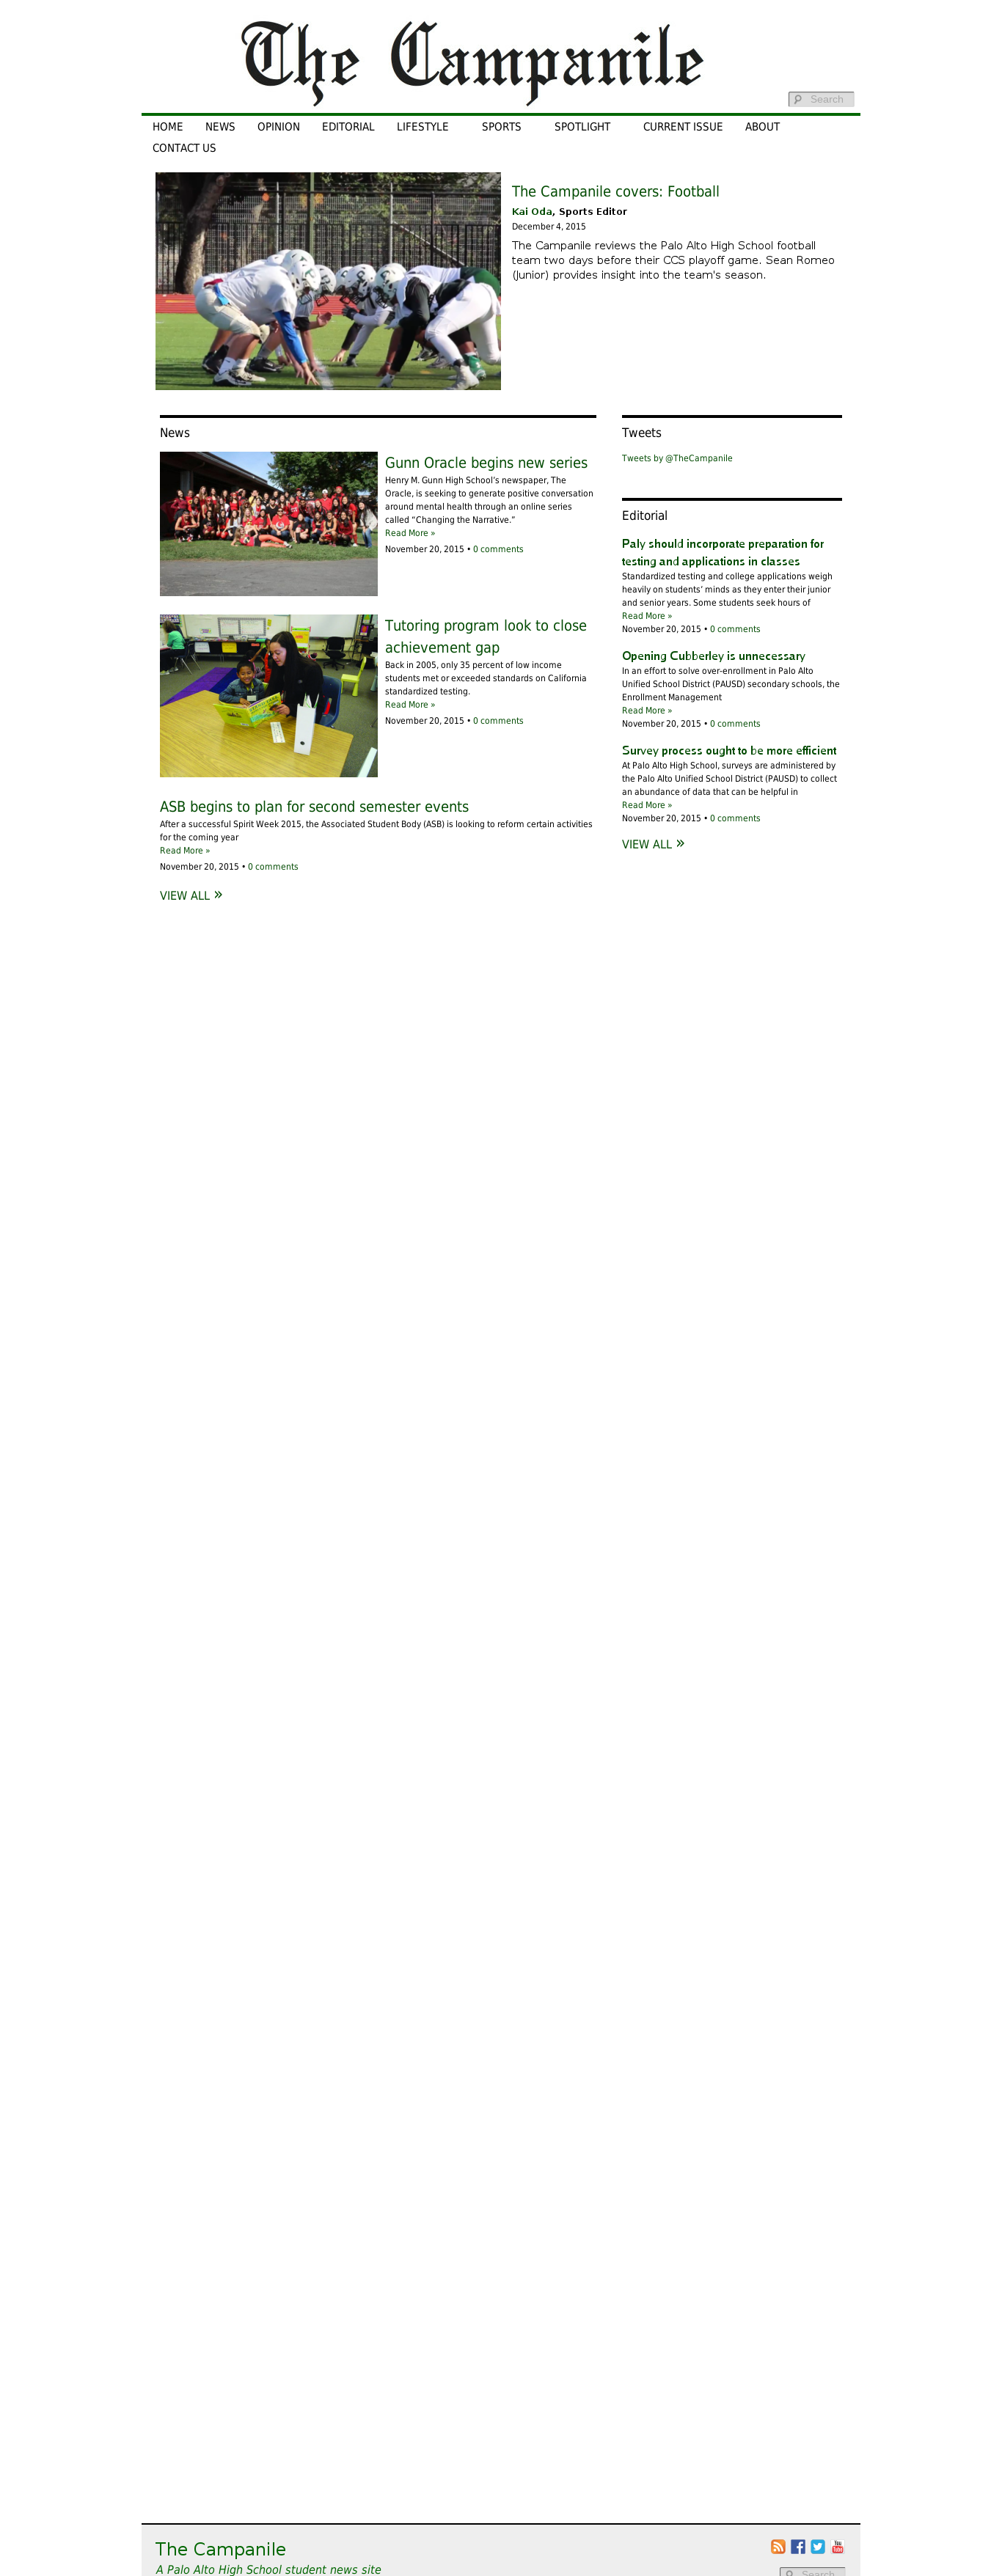 The Campanile
Search
HOME NEWS OPINION EDITORIAL LIFESTYLE SPORTS SPOTLIGHT CURRENT ISSUE ABOUT
CONTACT US
The Campanile covers: Football
Kai Oda, Sports Editor
December 4, 2015
The Campanile reviews the Palo Alto High School football
team two days before their CCS playoff game. Sean Romeo
(Junior) provides insight into the team's season.
News
Gunn Oracle begins new series
Henry M. Gunn High School’s newspaper, The
Oracle, is seeking to generate positive conversation
around mental health through an online series
called “Changing the Narrative.”
Read More »
November 20, 2015 • 0 comments
Tutoring program look to close
achievement gap
Back in 2005, only 35 percent of low income
students met or exceeded standards on California
standardized testing.
Read More »
November 20, 2015 • 0 comments
ASB begins to plan for second semester events
After a successful Spirit Week 2015, the Associated Student Body (ASB) is looking to reform certain activities
for the coming year
Read More »
November 20, 2015 • 0 comments
VIEW ALL »
Tweets
Tweets by @TheCampanile
Editorial
Paly should incorporate preparation for
testing and applications in classes
Standardized testing and college applications weigh
heavily on students’ minds as they enter their junior
and senior years. Some students seek hours of
Read More »
November 20, 2015 • 0 comments
Opening Cubberley is unnecessary
In an effort to solve over-enrollment in Palo Alto
Unified School District (PAUSD) secondary schools, the
Enrollment Management
Read More »
November 20, 2015 • 0 comments
Survey process ought to be more efficient
At Palo Alto High School, surveys are administered by
the Palo Alto Unified School District (PAUSD) to collect
an abundance of data that can be helpful in
Read More »
November 20, 2015 • 0 comments
VIEW ALL »
The Campanile
You Tube
A Palo Alto High School student news site
Search